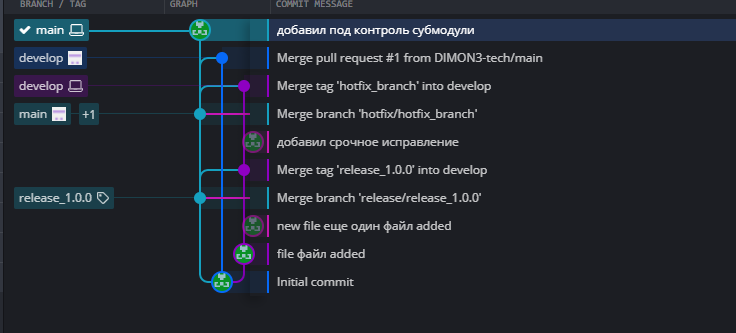 BRANCH / TAG GRAPH COMMIT MESSAGE
main добавил под контроль субмодули
develop Merge pull request #1 from DIMON3-tech/main
develop Merge tag 'hotfix_branch' into develop
main +1 Merge branch 'hotfix/hotfix_branch'
добавил срочное исправление
Merge tag 'release_1.0.0' into develop
release_1.0.0 Merge branch 'release/release_1.0.0'
new file еще один файл added
file файл added
Initial commit